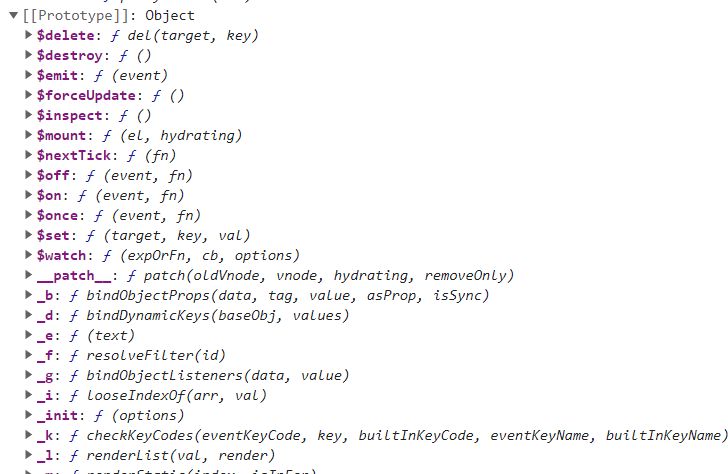 [[Prototype]]: Object
$delete: ƒ del(target, key)
$destroy: ƒ ()
$emit: ƒ (event)
$forceUpdate: ƒ ()
$inspect: ƒ ()
$mount: ƒ (el, hydrating)
$nextTick: ƒ (fn)
$off: ƒ (event, fn)
$on: ƒ (event, fn)
$once: ƒ (event, fn)
$set: ƒ (target, key, val)
$watch: ƒ (expOrFn, cb, options)
__patch__: ƒ patch(oldVnode, vnode, hydrating, removeOnly)
_b: ƒ bindObjectProps(data, tag, value, asProp, isSync)
_d: ƒ bindDynamicKeys(baseObj, values)
_e: ƒ (text)
_f: ƒ resolveFilter(id)
_g: ƒ bindObjectListeners(data, value)
_i: ƒ looseIndexOf(arr, val)
_init: ƒ (options)
_k: ƒ checkKeyCodes(eventKeyCode, key, builtInKeyCode, eventKeyName, builtInKeyName)
_l: ƒ renderList(val, render)